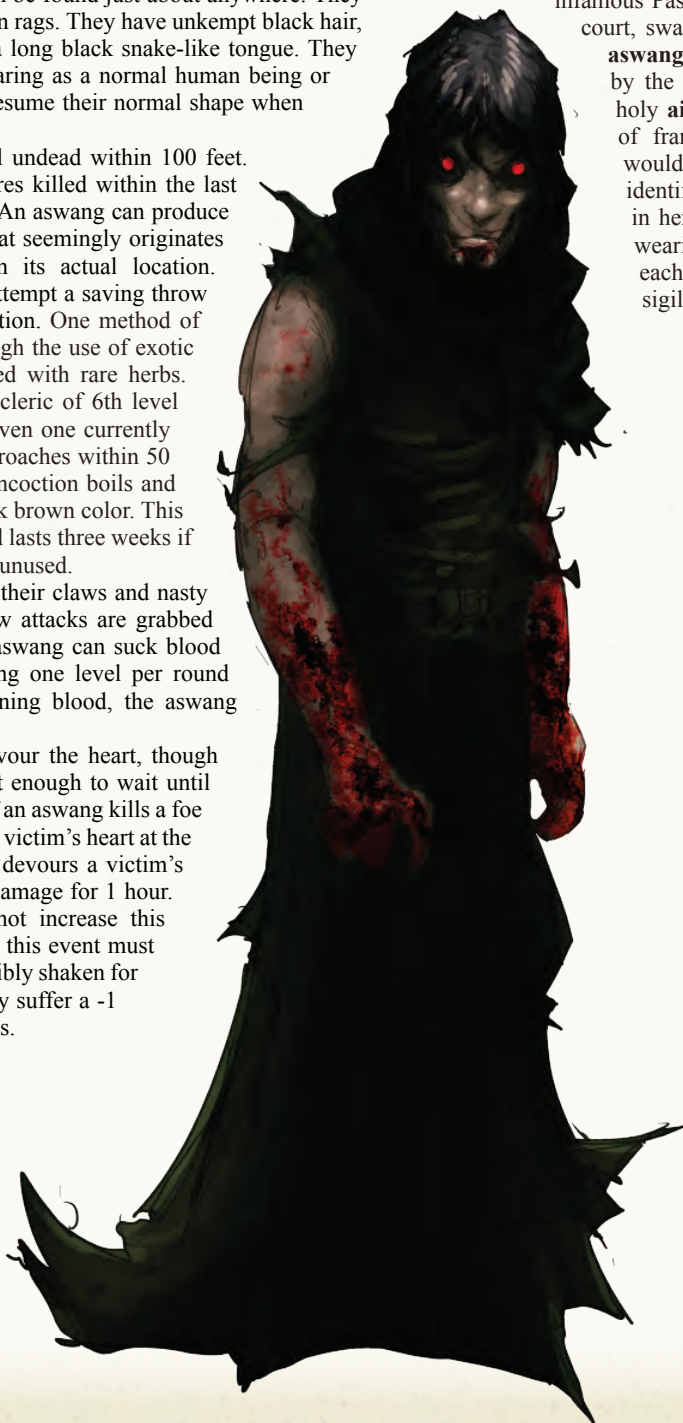 n be found just about anywhere. They
n rags. They have unkempt black hair,
a long black snake-like tongue. They
aring as a normal human being or
esume their normal shape when
l undead within 100 feet.
res killed within the last
An aswang can produce
at seemingly originates
n its actual location.
ttempt a saving throw
tion. One method of
gh the use of exotic
ed with rare herbs.
cleric of 6th level
ven one currently
roaches within 50
ncoction boils and
k brown color. This
l lasts three weeks if
unused.
their claws and nasty
w attacks are grabbed
aswang can suck blood
ng one level per round
ning blood, the aswang
vour the heart, though
t enough to wait until
f an aswang kills a foe
victim's heart at the
devours a victim's
amage for 1 hour.
not increase this
this event must
ibly shaken for
y suffer a -1
s.
infamous Pas
court, swa
aswang
by the
holy ai
of fran
would
identif
in he
weari
each
sigil